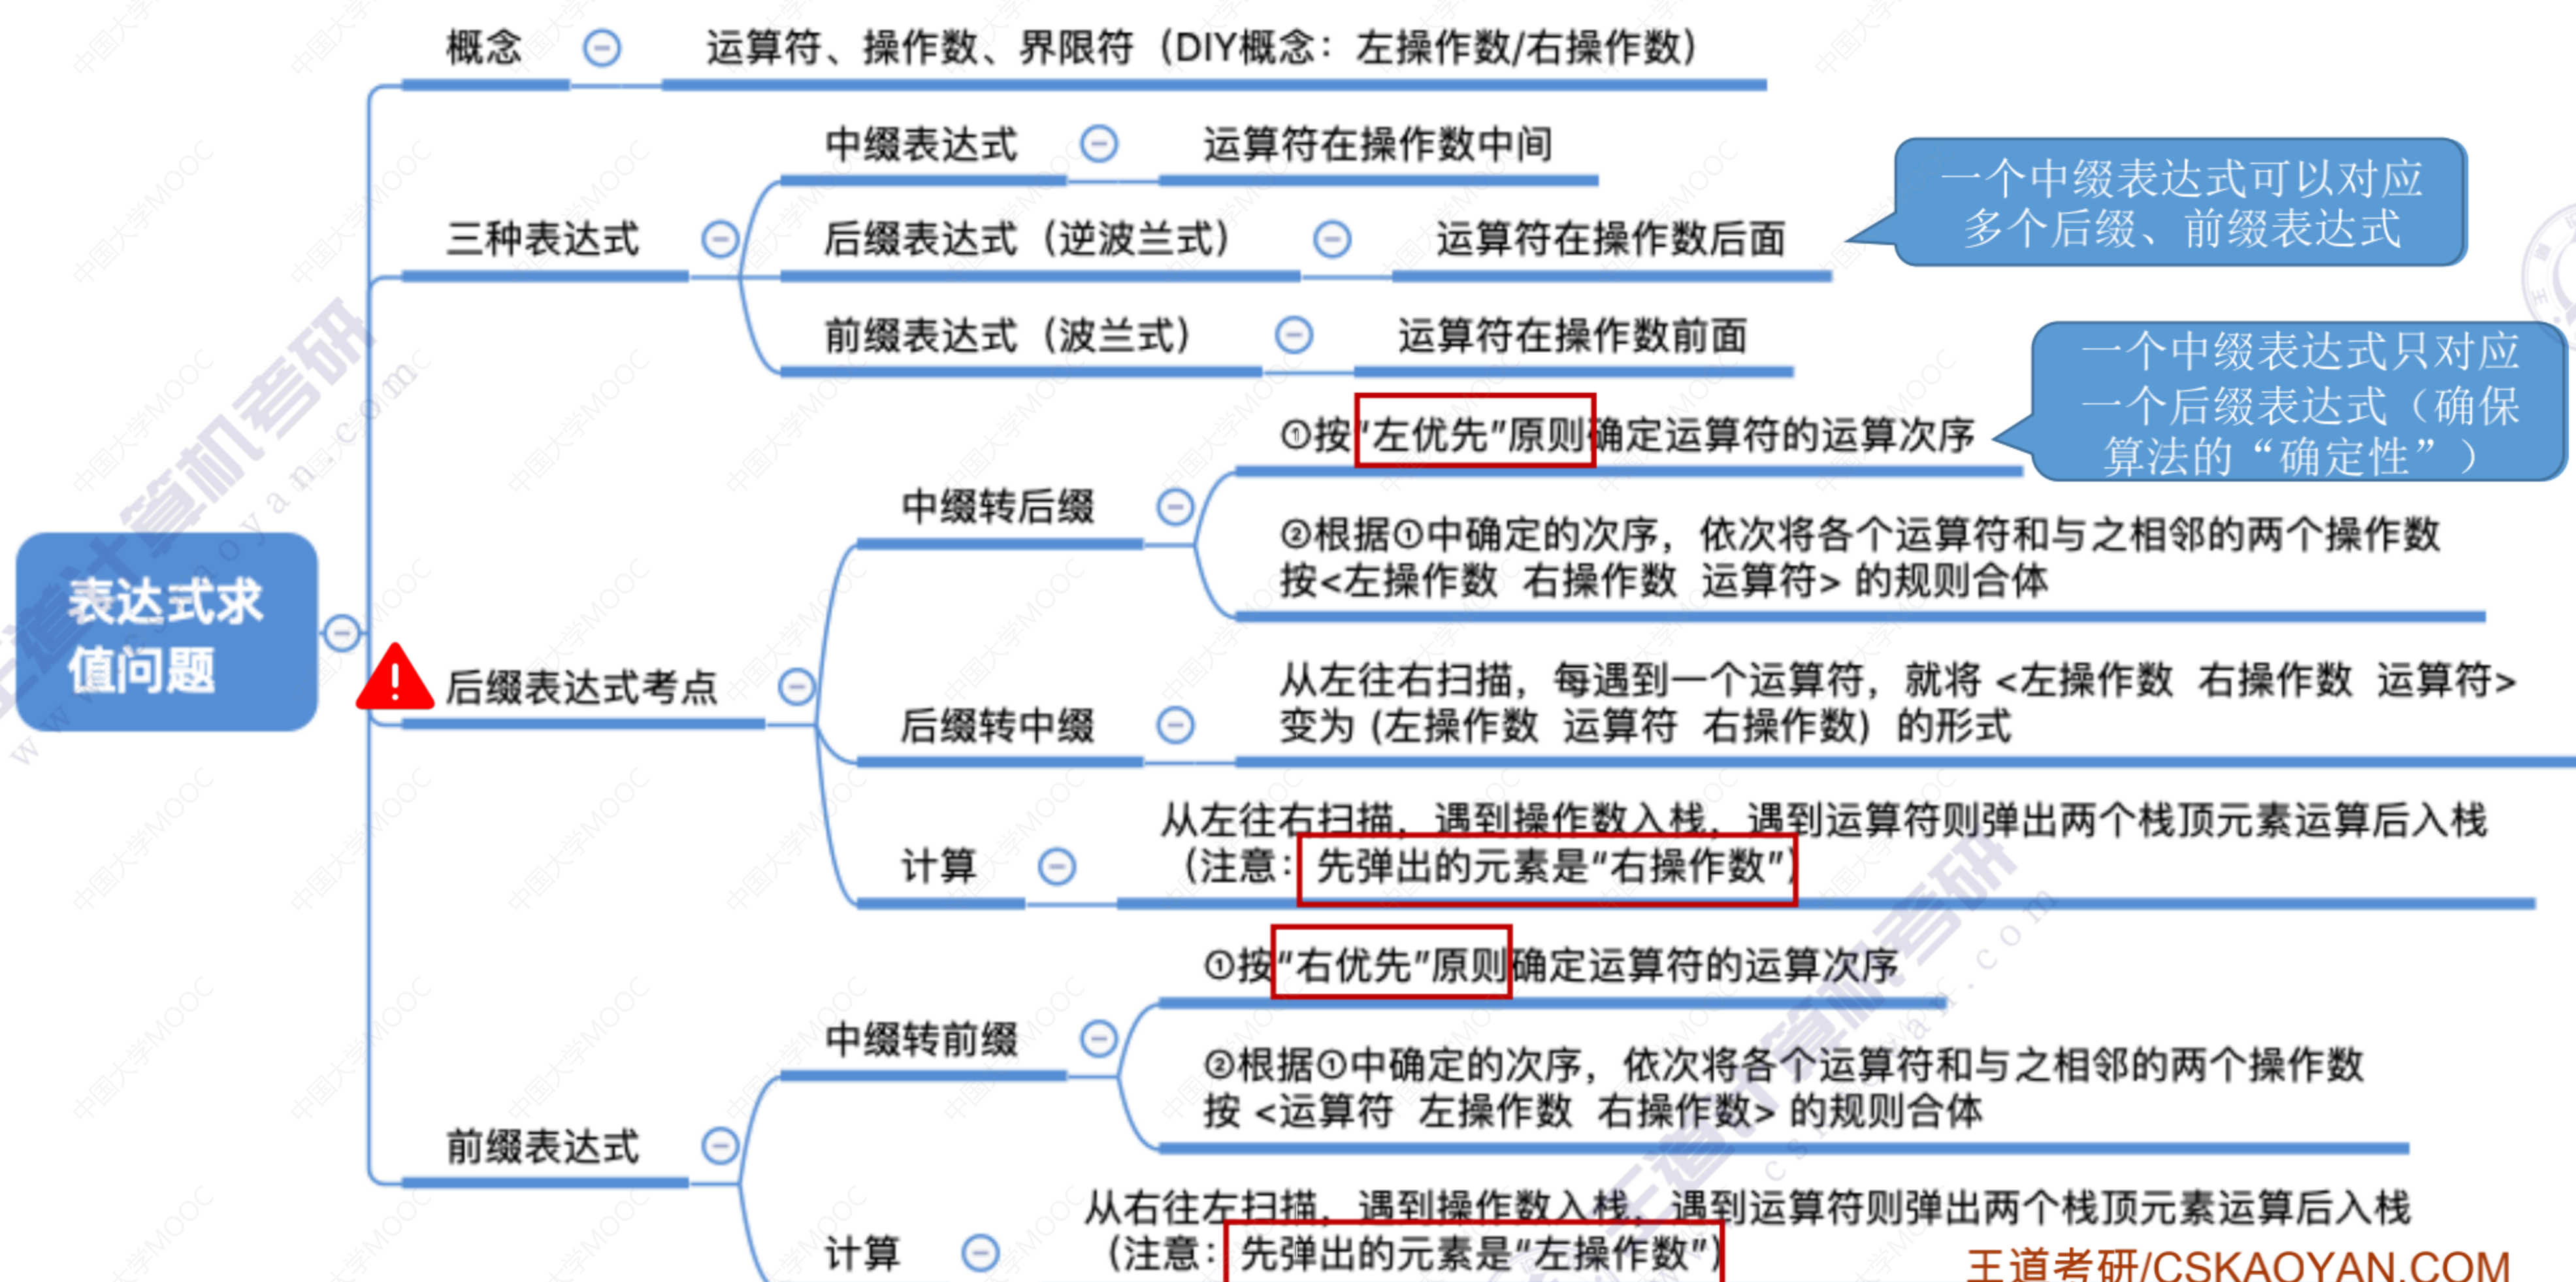 概念
运算符、操作数、界限符（DIY概念：左操作数/右操作数）
三种表达式
中缀表达式
运算符在操作数中间
后缀表达式（逆波兰式）
运算符在操作数后面
前缀表达式（波兰式）
运算符在操作数前面
一个中缀表达式可以对应
多个后缀、前缀表达式
表达式求
值问题
后缀表达式考点
中缀转后缀
①按“左优先”原则确定运算符的运算次序
一个中缀表达式只对应
一个后缀表达式（确保
算法的“确定性”）
②根据①中确定的次序，依次将各个运算符和与之相邻的两个操作数
按<左操作数 右操作数 运算符> 的规则合体
后缀转中缀
从左往右扫描，每遇到一个运算符，就将 <左操作数 右操作数 运算符>
变为 (左操作数 运算符 右操作数) 的形式
计算
从左往右扫描，遇到操作数入栈，遇到运算符则弹出两个栈顶元素运算后入栈
（注意：先弹出的元素是“右操作数”）
前缀表达式
中缀转前缀
①按“右优先”原则确定运算符的运算次序
②根据①中确定的次序，依次将各个运算符和与之相邻的两个操作数
按 <运算符 左操作数 右操作数> 的规则合体
计算
从右往左扫描，遇到操作数入栈，遇到运算符则弹出两个栈顶元素运算后入栈
（注意：先弹出的元素是“左操作数”）
王道考研/CSKAOYAN.COM
中国大学MOOC
王道计算机考研
www.cskaoyan.com